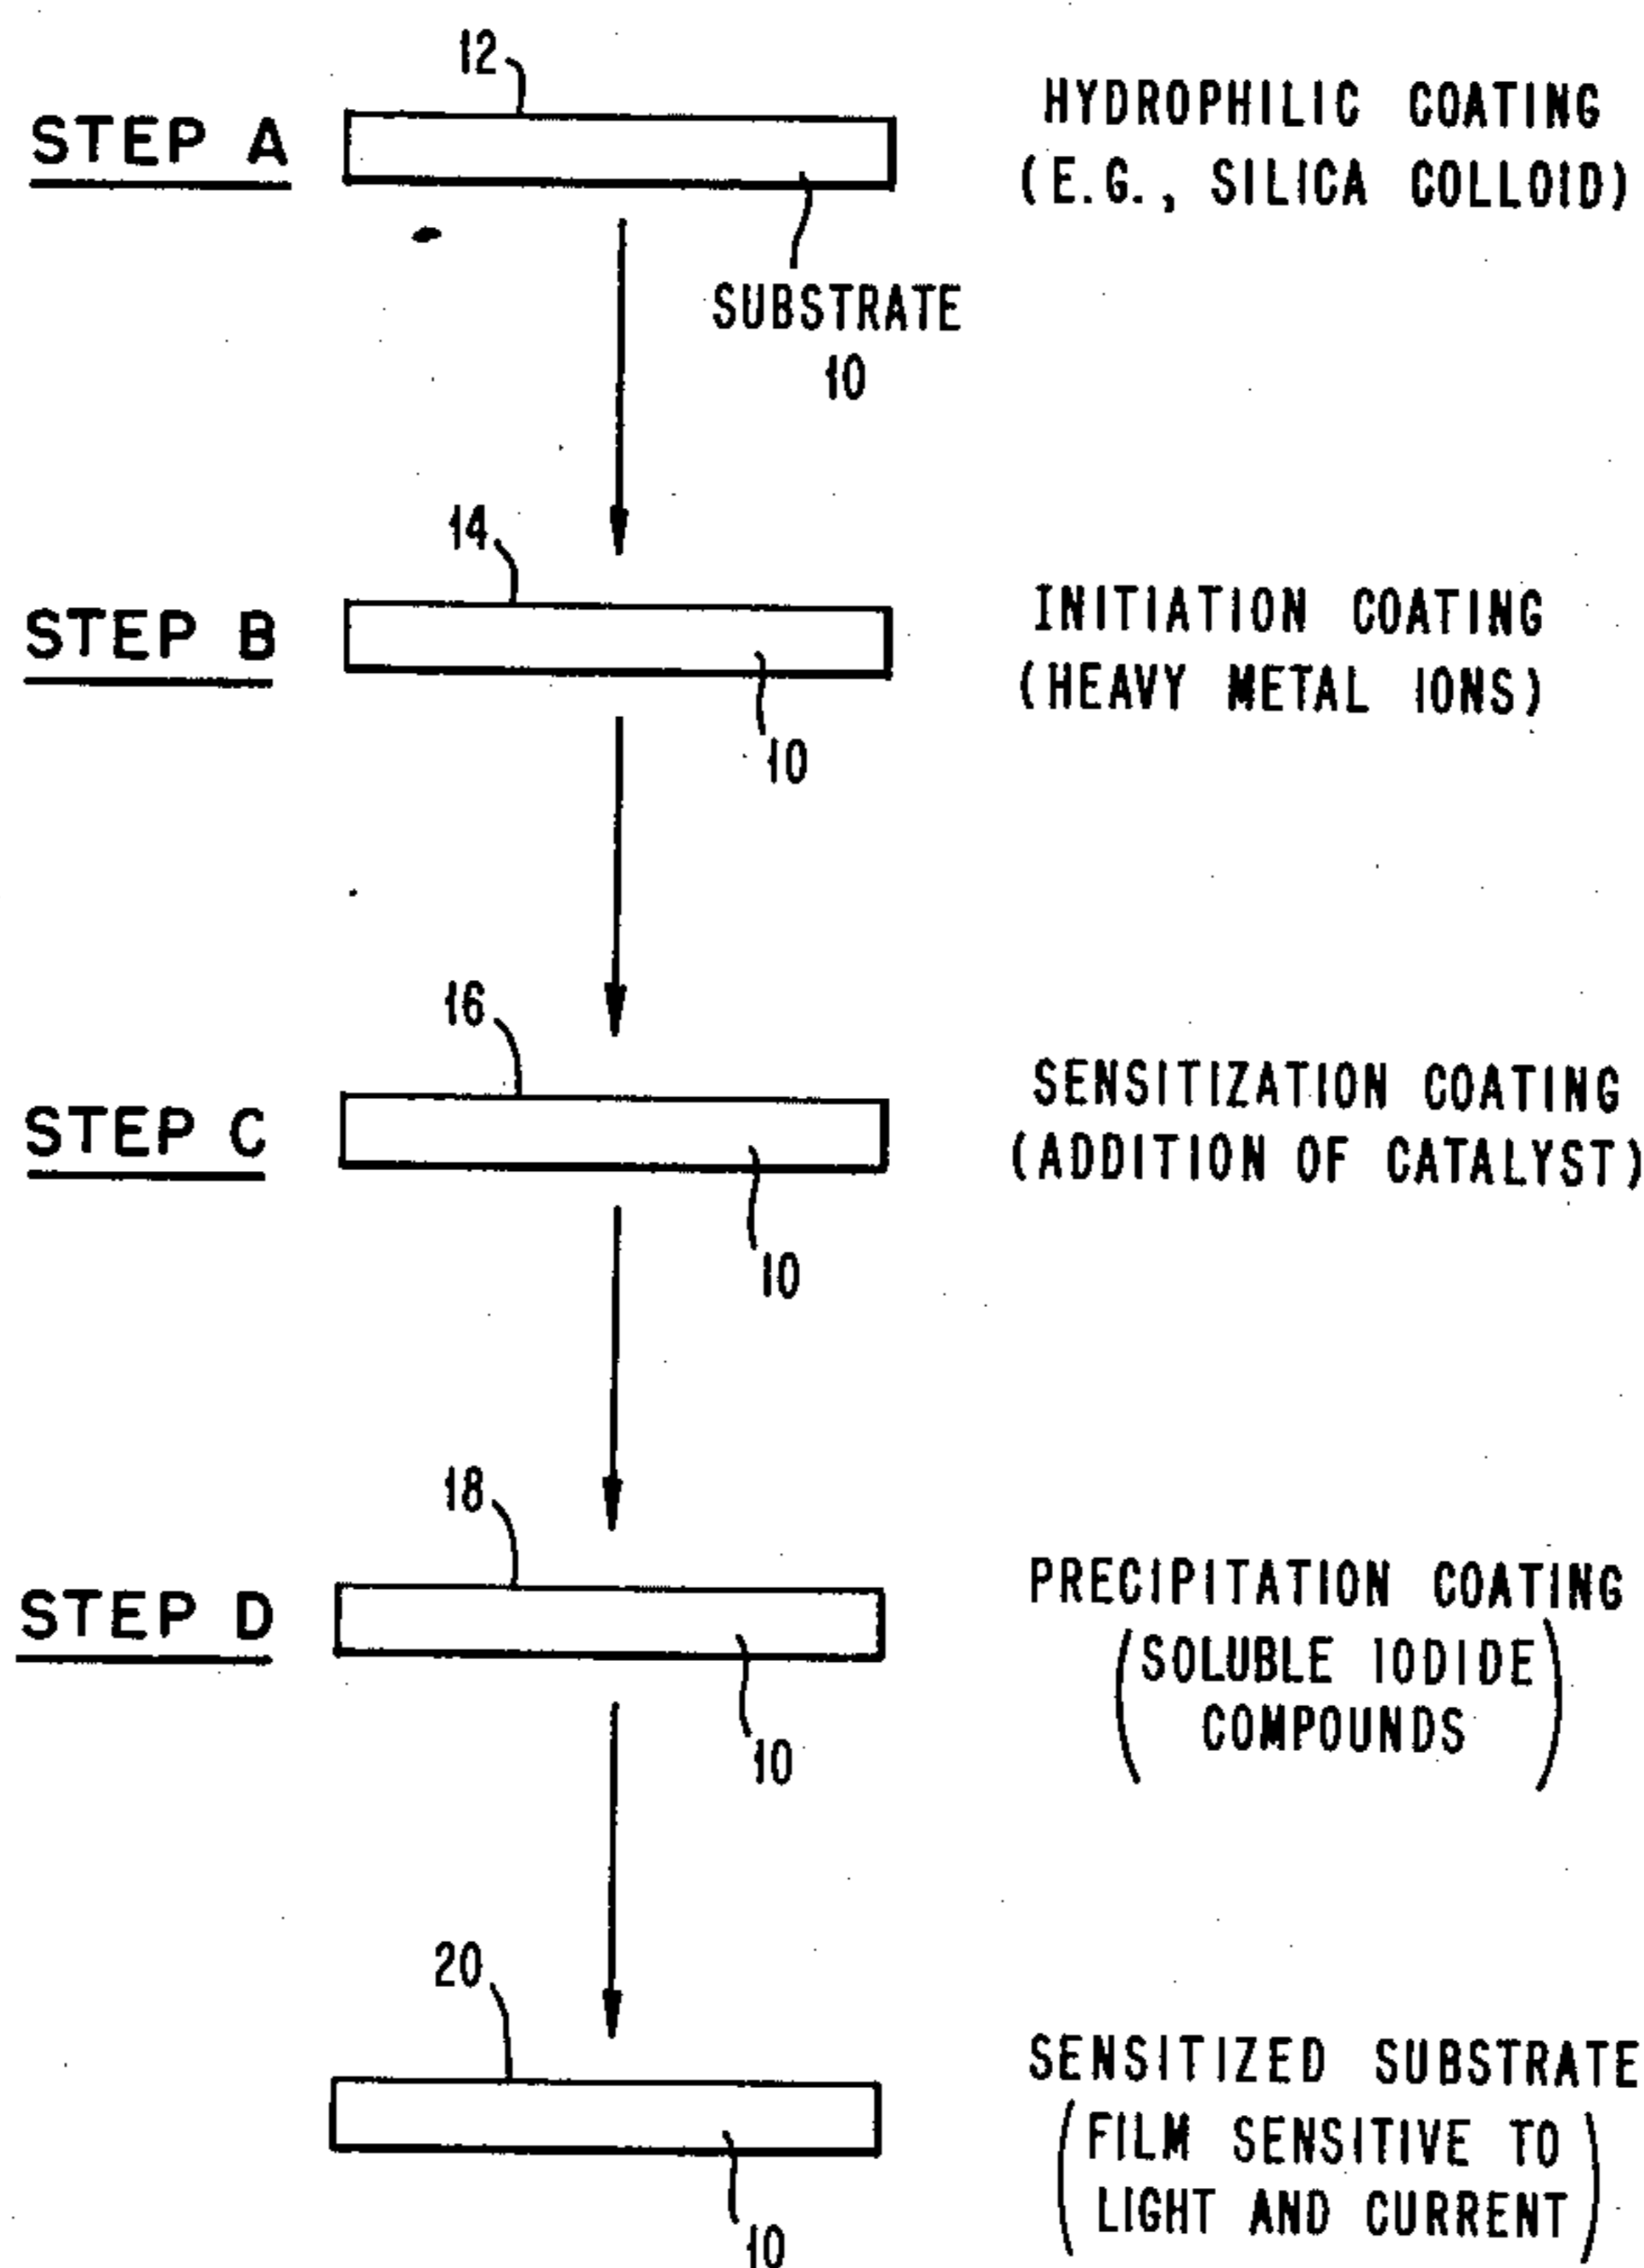 12
STEP A
HYDROPHILIC COATING
(E.G., SILICA COLLOID)
SUBSTRATE
10
14
STEP B
INITIATION COATING
(HEAVY METAL IONS)
10
16
STEP C
SENSITIZATION COATING
(ADDITION OF CATALYST)
10
18
STEP D
PRECIPITATION COATING
(SOLUBLE IODIDE
COMPOUNDS)
10
20
SENSITIZED SUBSTRATE
(FILM SENSITIVE TO
LIGHT AND CURRENT)
10